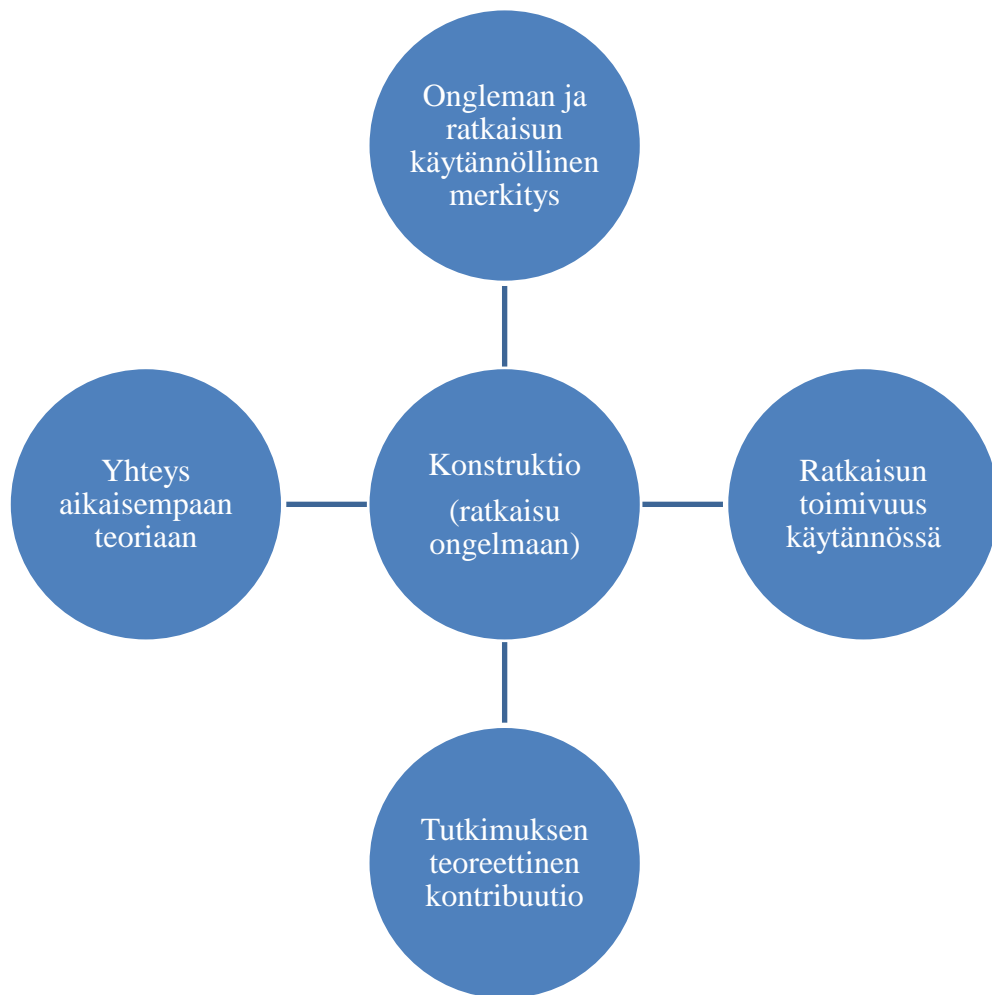 Ongleman ja
ratkaisun
käytännöllinen
merkitys
Yhteys
aikaisempaan
teoriaan
Konstruktio
(ratkaisu
ongelmaan)
Ratkaisun
toimivuus
käytännössä
Tutkimuksen
teoreettinen
kontribuutio